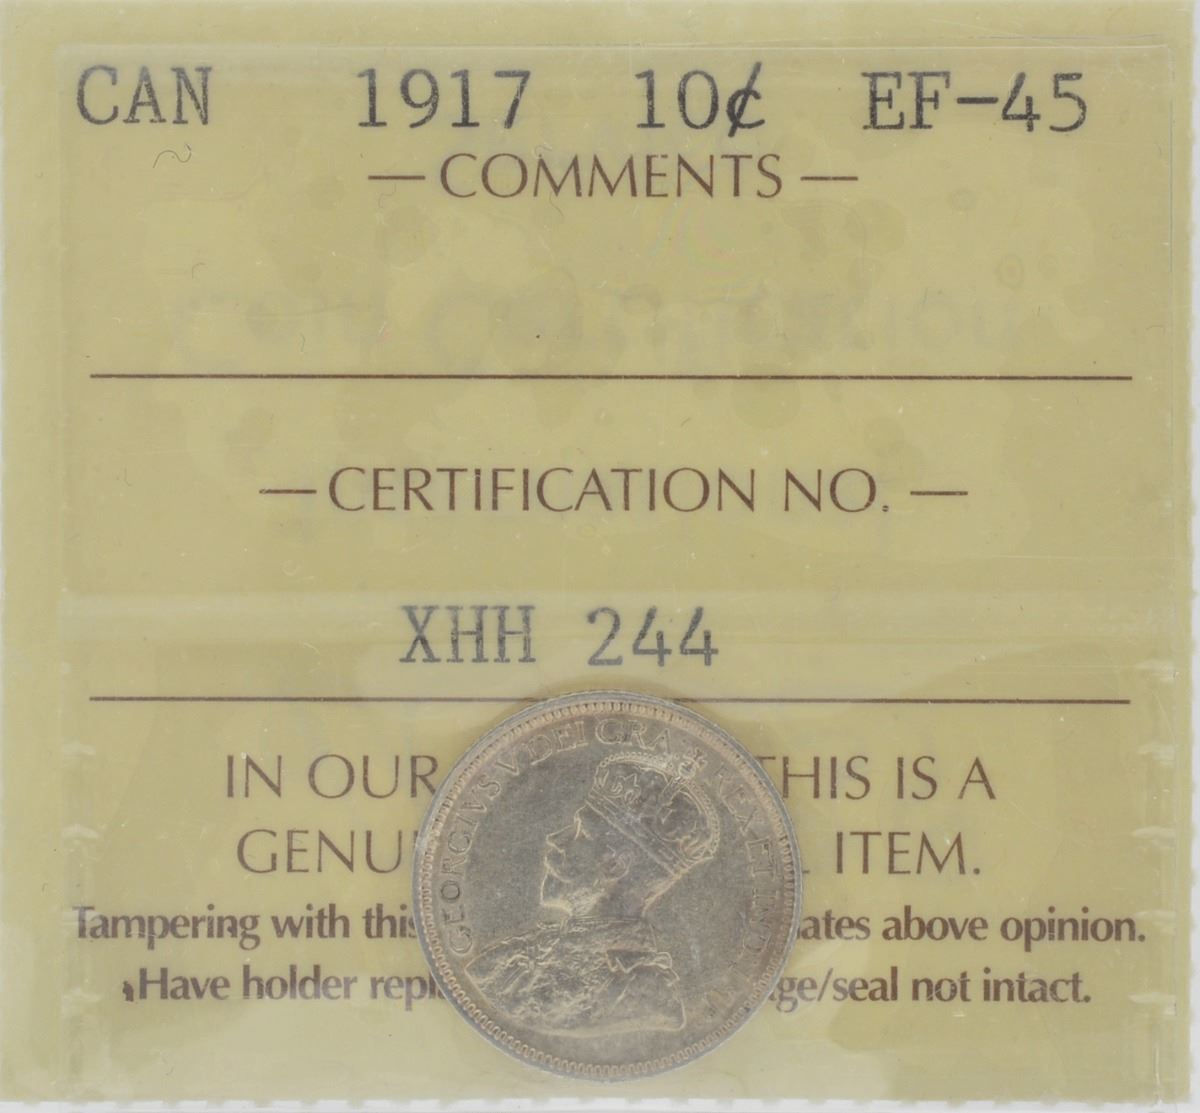 CAN 1917 10¢ EF-45
— COMMENTS —
— CERTIFICATION NO. —
XHH 244
IN OUR THIS IS A
GENU ITEM.
Tampering with this ates above opinion.
Have holder repl ge/seal not intact.
GEORGIVS V DEI GRA REX ET IND